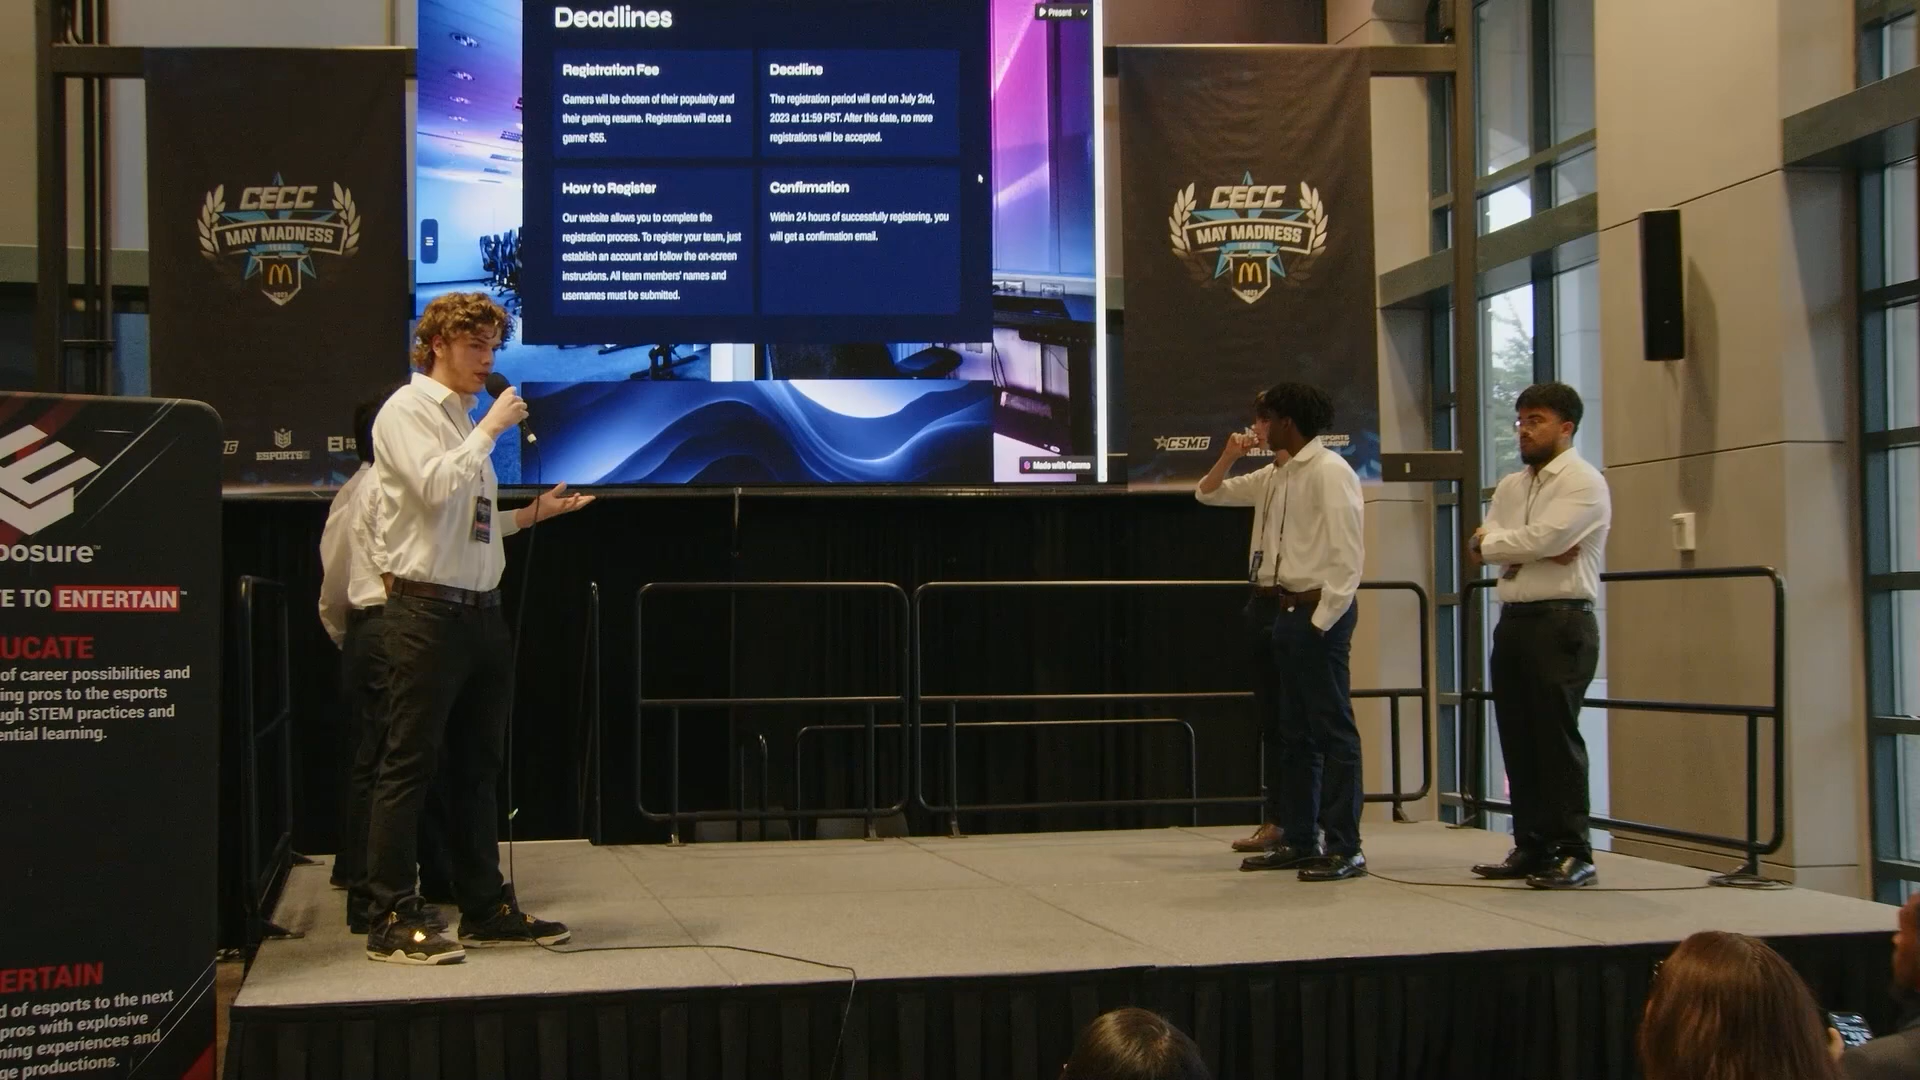 Deadlines
Present
Registration Fee
Gamers will be chosen of their popularity and
their gaming resume. Registration will cost a
gamer $55.
Deadline
The registration period will end on July 2nd,
2023 at 11:59 PST. After this date, no more
registrations will be accepted.
How to Register
Our website allows you to complete the
registration process. To register your team, just
establish an account and follow the on-screen
instructions. All team members' names and
usernames must be submitted.
Confirmation
Within 24 hours of successfully registering, you
will get a confirmation email.
Made with Gamma
CECC
MAY MADNESS
TEXAS
2023
ESPORTS
CECC
MAY MADNESS
TEXAS
2023
CSMG
posure™
E TO ENTERTAIN™
UCATE
of career possibilities and
ing pros to the esports
ugh STEM practices and
ential learning.
ERTAIN
d of esports to the next
pros with explosive
ning experiences and
ge productions.